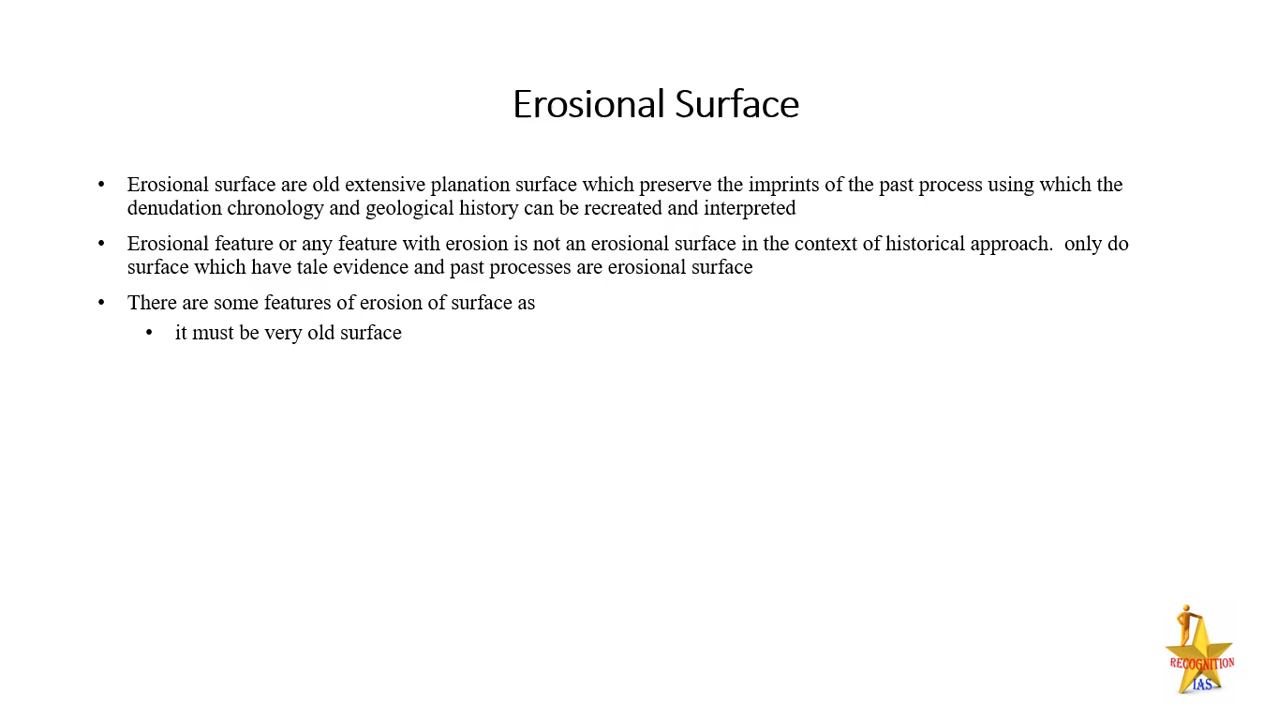 Erosional Surface
• Erosional surface are old extensive planation surface which preserve the imprints of the past process using which the
denudation chronology and geological history can be recreated and interpreted
• Erosional feature or any feature with erosion is not an erosional surface in the context of historical approach.  only do
surface which have tale evidence and past processes are erosional surface
• There are some features of erosion of surface as
• it must be very old surface
RECOGNITION
IAS